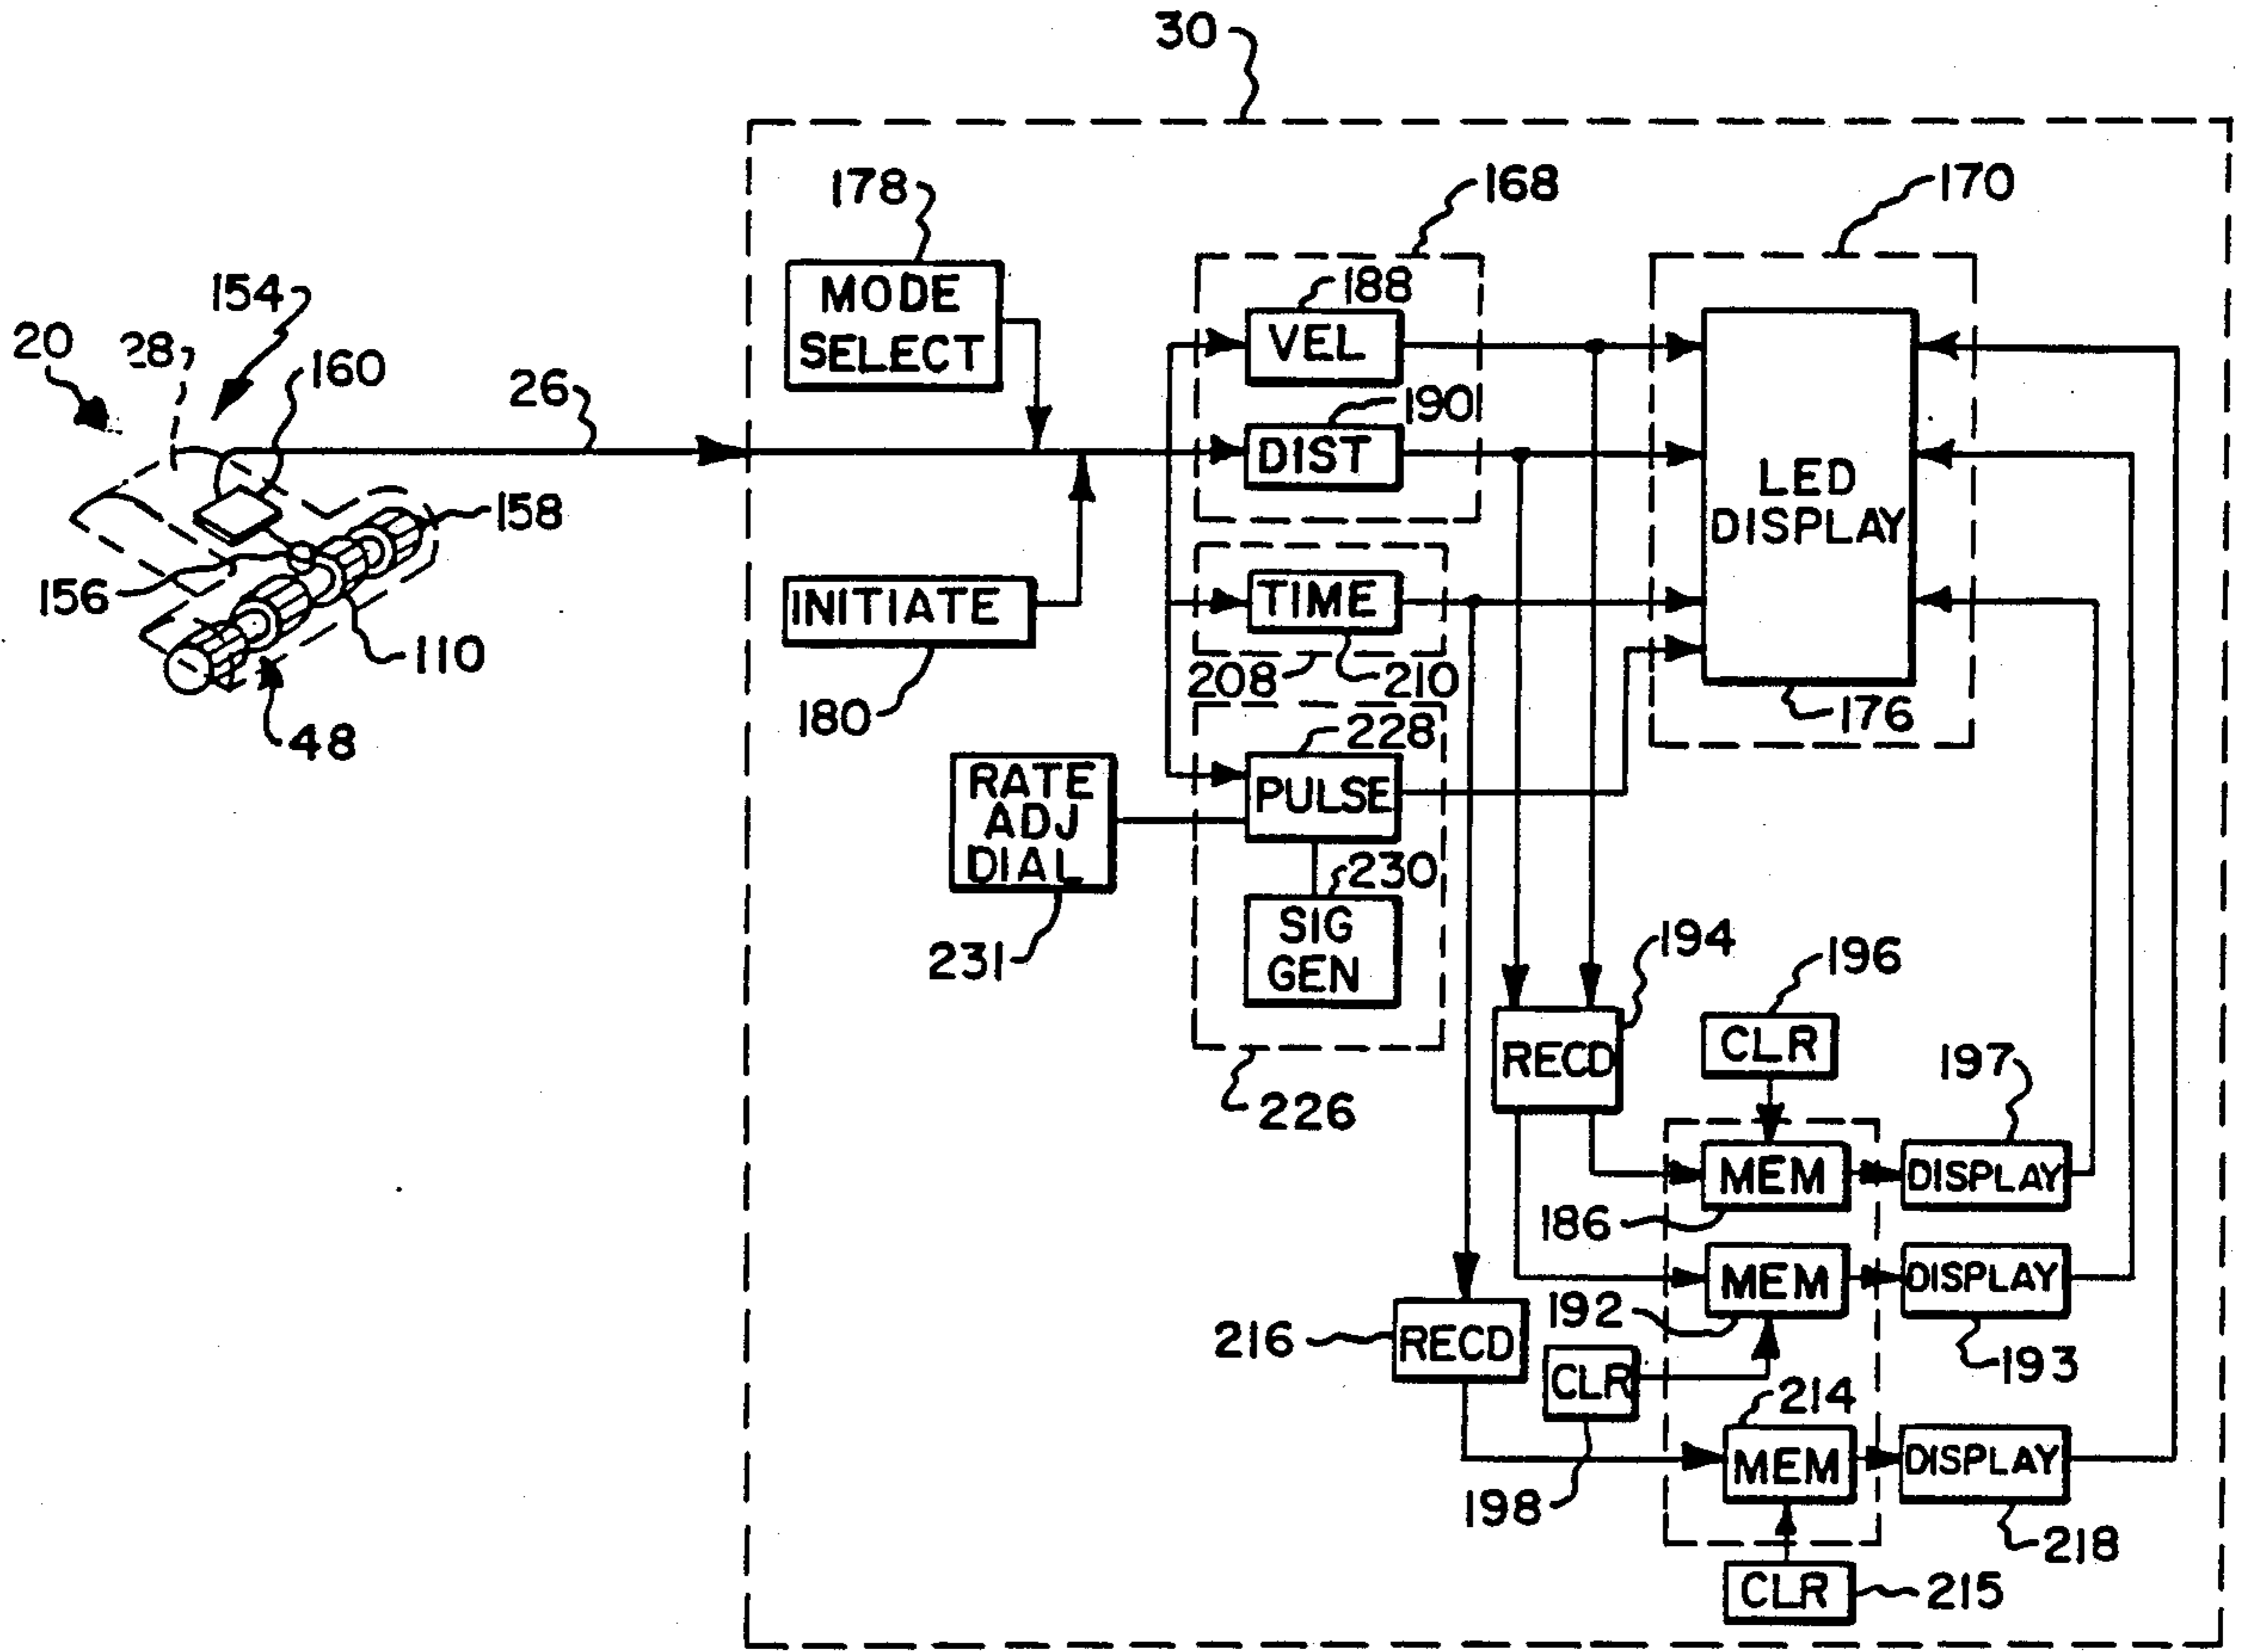 30
178
168
170
MODE
SELECT
188
VEL
154
20
28
160
26
190
DIST
LED
DISPLAY
158
156
INITIATE
TIME
110
208
210
180
176
48
228
RATE
ADJ
DIAL
PULSE
230
231
SIG
GEN
194
196
RECD
CLR
197
226
MEM
DISPLAY
186
MEM
DISPLAY
192
216
RECD
CLR
193
214
MEM
DISPLAY
198
218
CLR
215